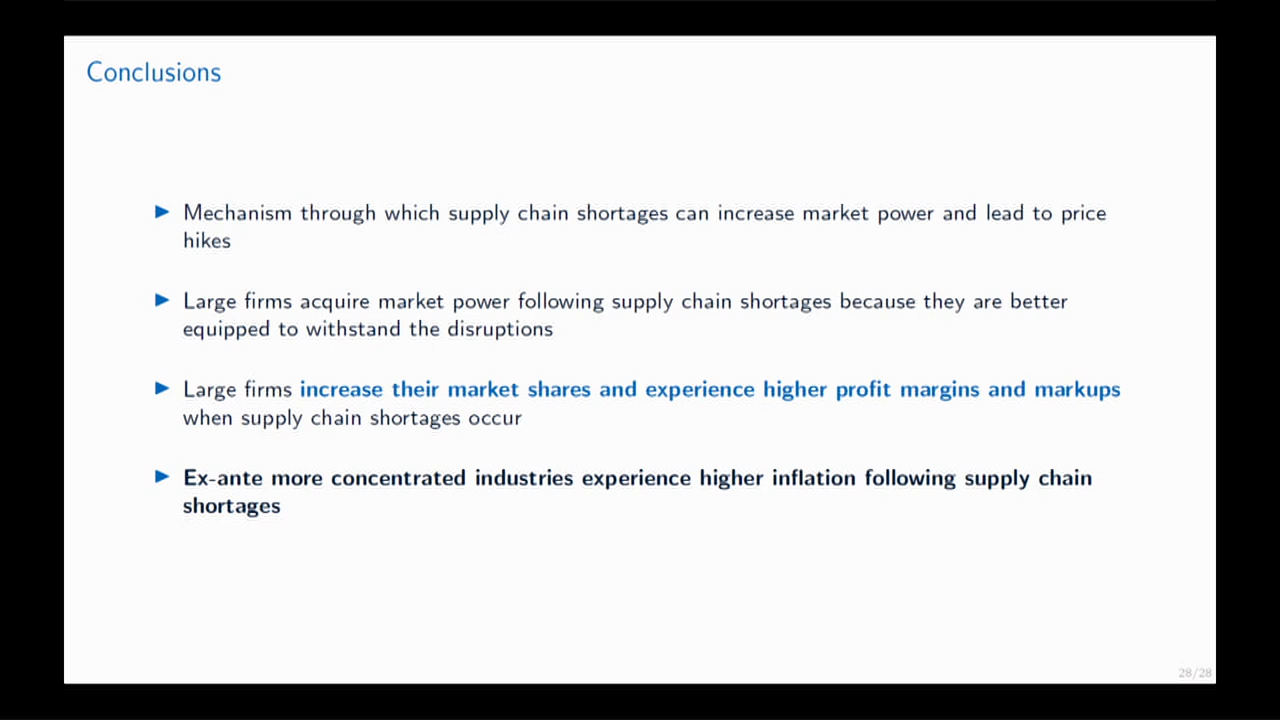 Conclusions
Mechanism through which supply chain shortages can increase market power and lead to price
hikes
Large firms acquire market power following supply chain shortages because they are better
equipped to withstand the disruptions
Large firms increase their market shares and experience higher profit margins and markups
when supply chain shortages occur
Ex-ante more concentrated industries experience higher inflation following supply chain
shortages
28/28